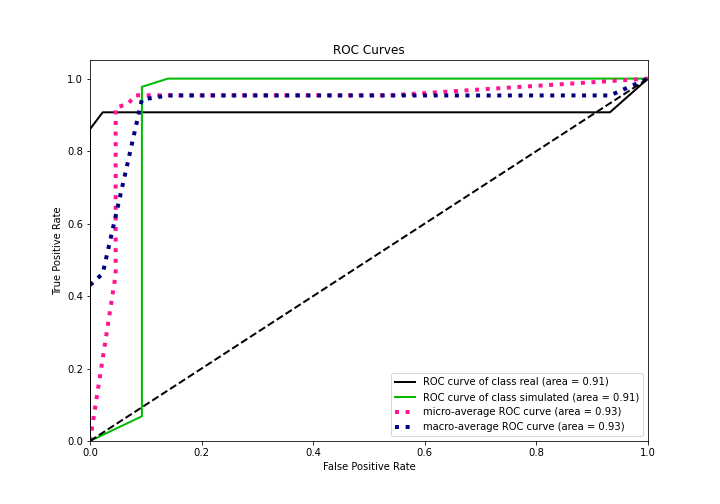 ROC Curves
1.0
0.8
0.6
0.4
0.2
0.0
True Positive Rate
0.0 0.2 0.4 0.6 0.8 1.0
False Positive Rate
ROC curve of class real (area = 0.91)
ROC curve of class simulated (area = 0.91)
micro-average ROC curve (area = 0.93)
macro-average ROC curve (area = 0.93)